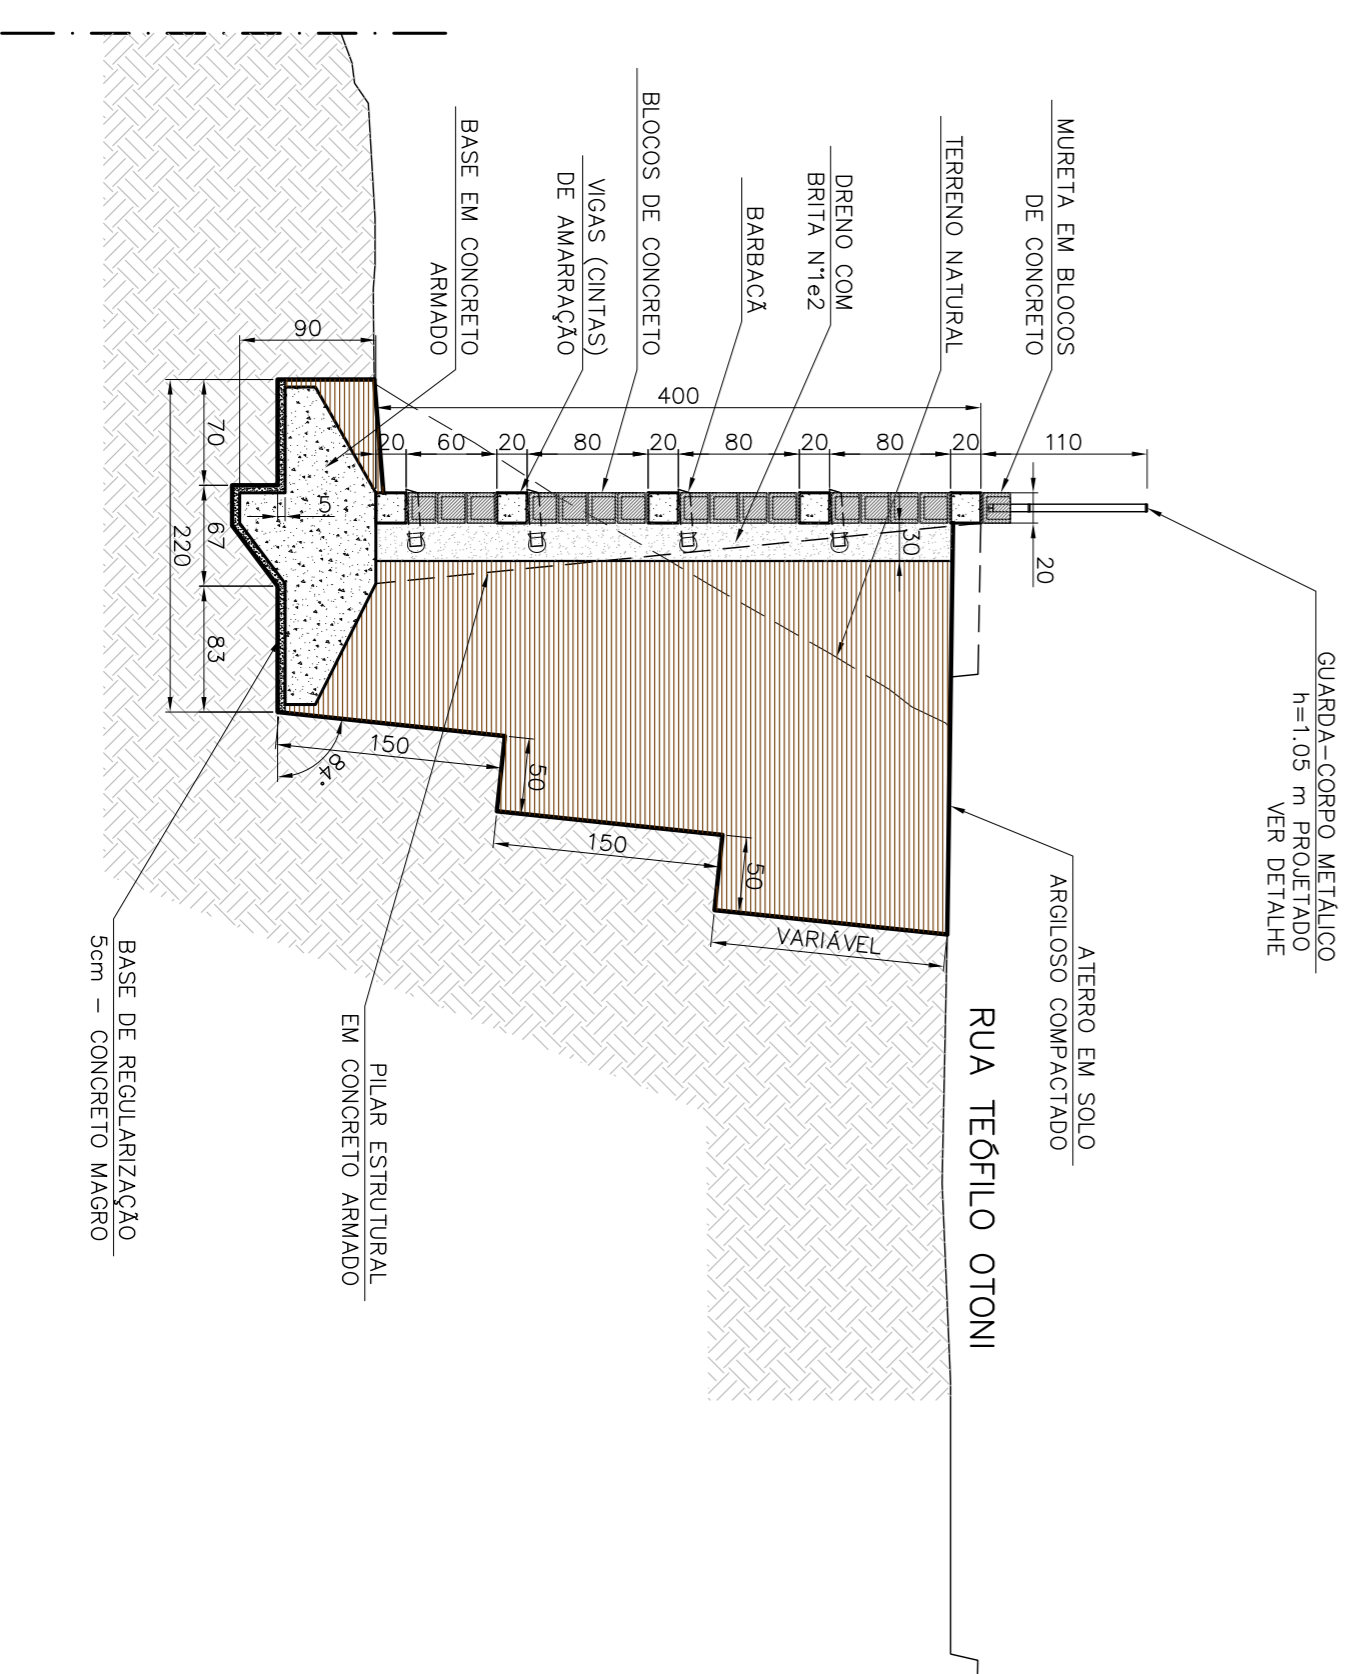 GUARDA-CORPO METÁLICO
h=1.05 m PROJETADO
VER DETALHE
MURETA EM BLOCOS
DE CONCRETO
TERRENO NATURAL
DRENO COM
BRITA N°1e2
BARBACÃ
BLOCOS DE CONCRETO
VIGAS (CINTAS)
DE AMARRAÇÃO
BASE EM CONCRETO
ARMADO
ATERRO EM SOLO
ARGILOSO COMPACTADO
RUA TEÓFILO OTONI
PILAR ESTRUTURAL
EM CONCRETO ARMADO
BASE DE REGULARIZAÇÃO
5cm - CONCRETO MAGRO
110
20
400
20
80
20
80
20
80
20
60
20
30
90
5
70
67
83
220
150
84°
50
150
50
VARIÁVEL